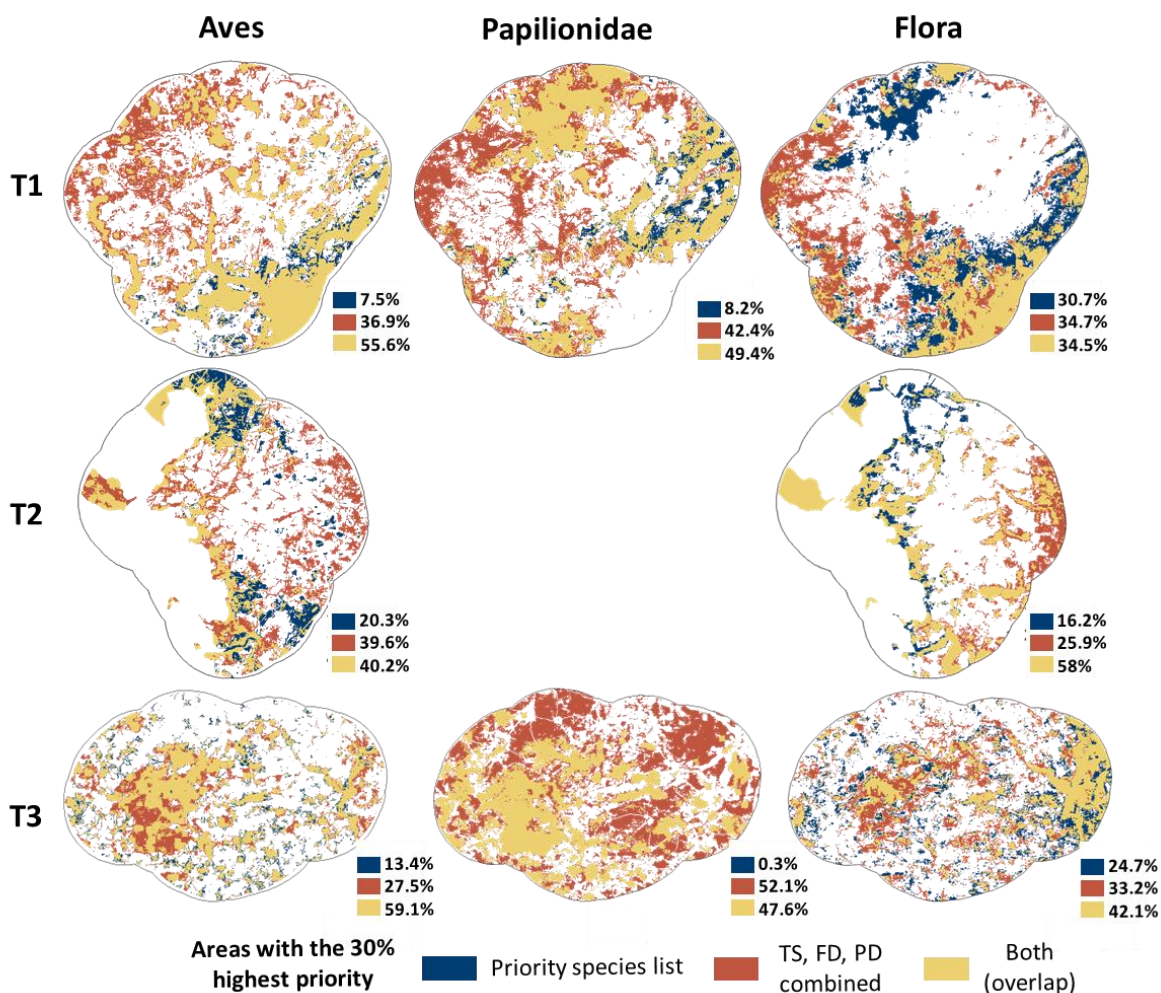 Aves Papilionidae Flora
T1
7.5%
36.9%
55.6%
8.2%
42.4%
49.4%
30.7%
34.7%
34.5%
T2
20.3%
39.6%
40.2%
16.2%
25.9%
58%
T3
13.4%
27.5%
59.1%
0.3%
52.1%
47.6%
24.7%
33.2%
42.1%
Areas with the 30%
highest priority
Priority species list
TS, FD, PD
combined
Both
(overlap)